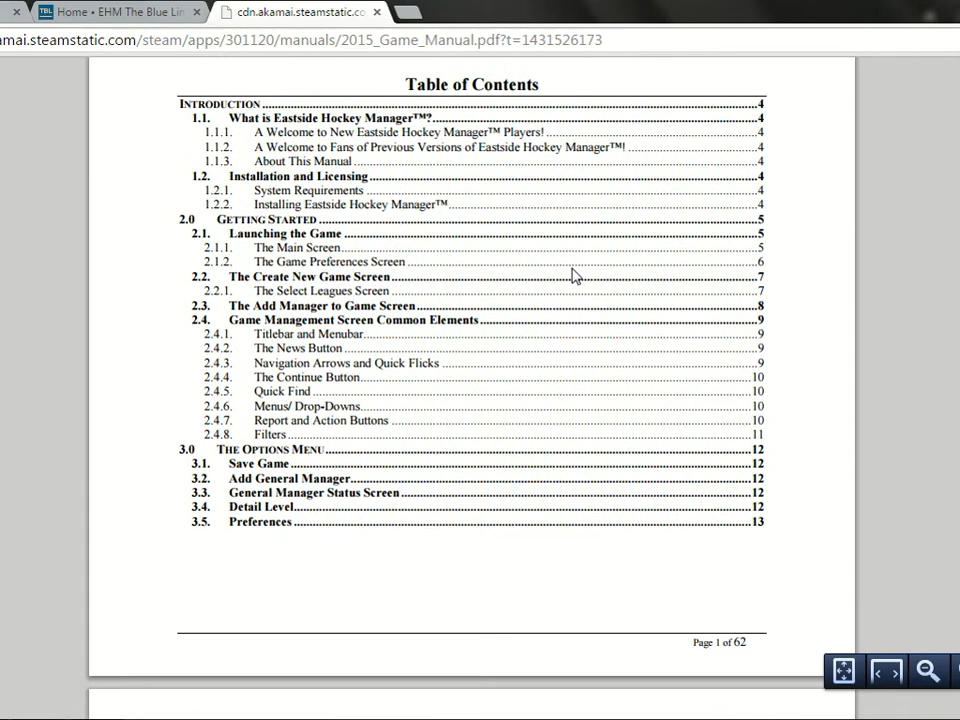 Home • EHM The Blue Lin
cdn.akamai.steamstatic.co
amai.steamstatic.com/steam/apps/301120/manuals/2015_Game_Manual.pdf?t=1431526173
Table of Contents
INTRODUCTION 4
1.1. What is Eastside Hockey Manager™? 4
1.1.1. A Welcome to New Eastside Hockey Manager™ Players! 4
1.1.2. A Welcome to Fans of Previous Versions of Eastside Hockey Manager™! 4
1.1.3. About This Manual 4
1.2. Installation and Licensing 4
1.2.1. System Requirements 4
1.2.2. Installing Eastside Hockey Manager™ 4
2.0 GETTING STARTED 5
2.1. Launching the Game 5
2.1.1. The Main Screen 5
2.1.2. The Game Preferences Screen 6
2.2. The Create New Game Screen 7
2.2.1. The Select Leagues Screen 7
2.3. The Add Manager to Game Screen 8
2.4. Game Management Screen Common Elements 9
2.4.1. Titlebar and Menubar 9
2.4.2. The News Button 9
2.4.3. Navigation Arrows and Quick Flicks 9
2.4.4. The Continue Button 10
2.4.5. Quick Find 10
2.4.6. Menus/ Drop-Downs 10
2.4.7. Report and Action Buttons 10
2.4.8. Filters 11
3.0 THE OPTIONS MENU 12
3.1. Save Game 12
3.2. Add General Manager 12
3.3. General Manager Status Screen 12
3.4. Detail Level 12
3.5. Preferences 13
Page 1 of 62